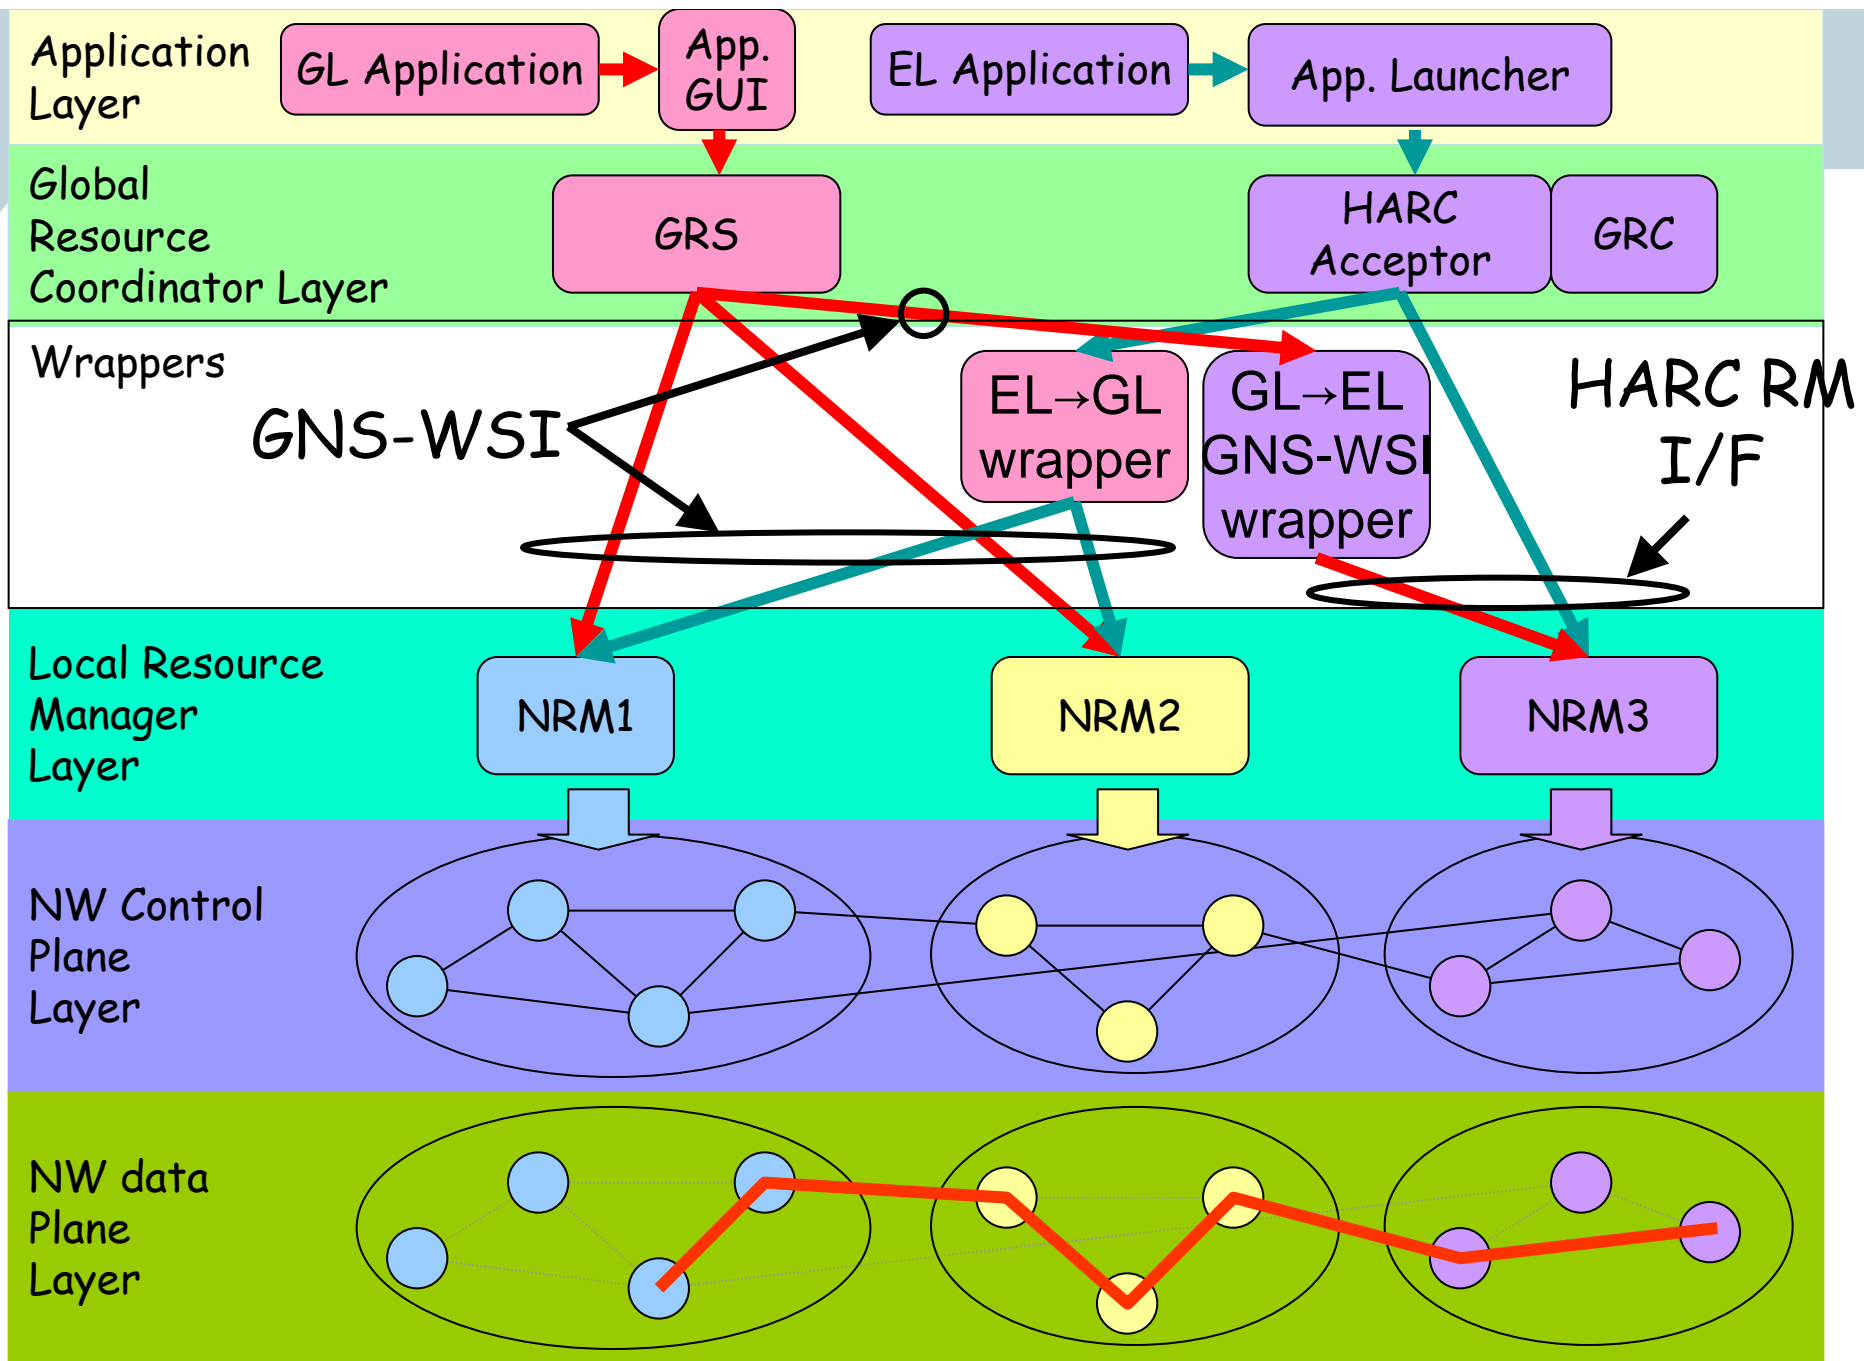 Application
Layer
GL Application
App.
GUI
EL Application
App. Launcher
Global
Resource
Coordinator Layer
GRS
HARC
Acceptor
GRC
Wrappers
GNS-WSI
EL→GL
wrapper
GL→EL
GNS-WSI
wrapper
HARC RM
I/F
Local Resource
Manager
Layer
NRM1
NRM2
NRM3
NW Control
Plane
Layer
NW data
Plane
Layer